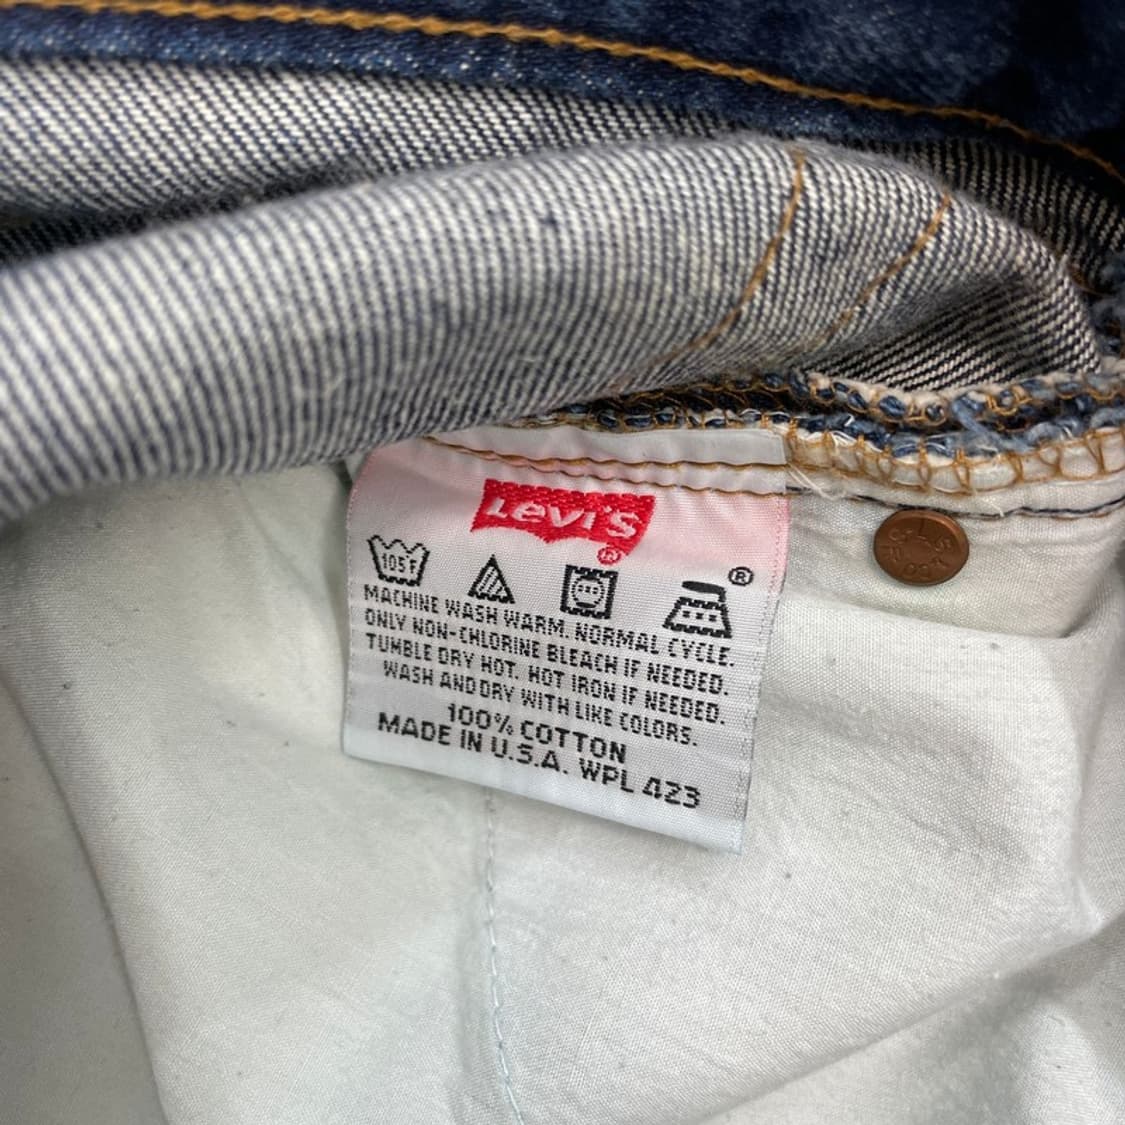 Levi's
®
105°F
®
MACHINE WASH WARM. NORMAL CYCLE.
ONLY NON-CHLORINE BLEACH IF NEEDED.
TUMBLE DRY HOT. HOT IRON IF NEEDED.
WASH AND DRY WITH LIKE COLORS.
100% COTTON
MADE IN U.S.A. WPL 423